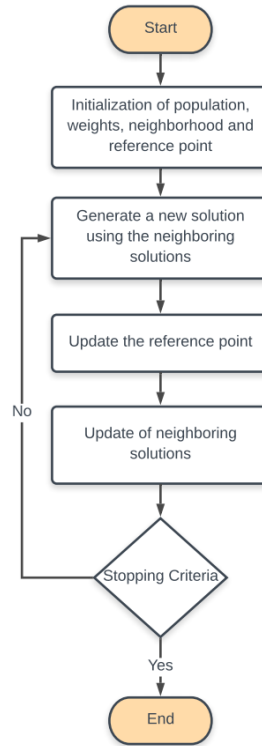 Start
Initialization of population,
weights, neighborhood and
reference point
Generate a new solution
using the neighboring
solutions
Update the reference point
Update of neighboring
solutions
No
Stopping Criteria
Yes
End